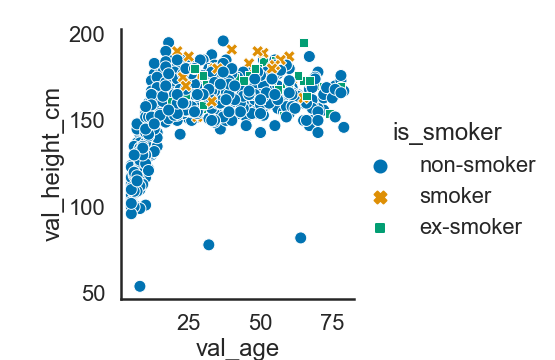 200
150
100
50
val_height_cm
25 50 75
val_age
is_smoker
non-smoker
smoker
ex-smoker